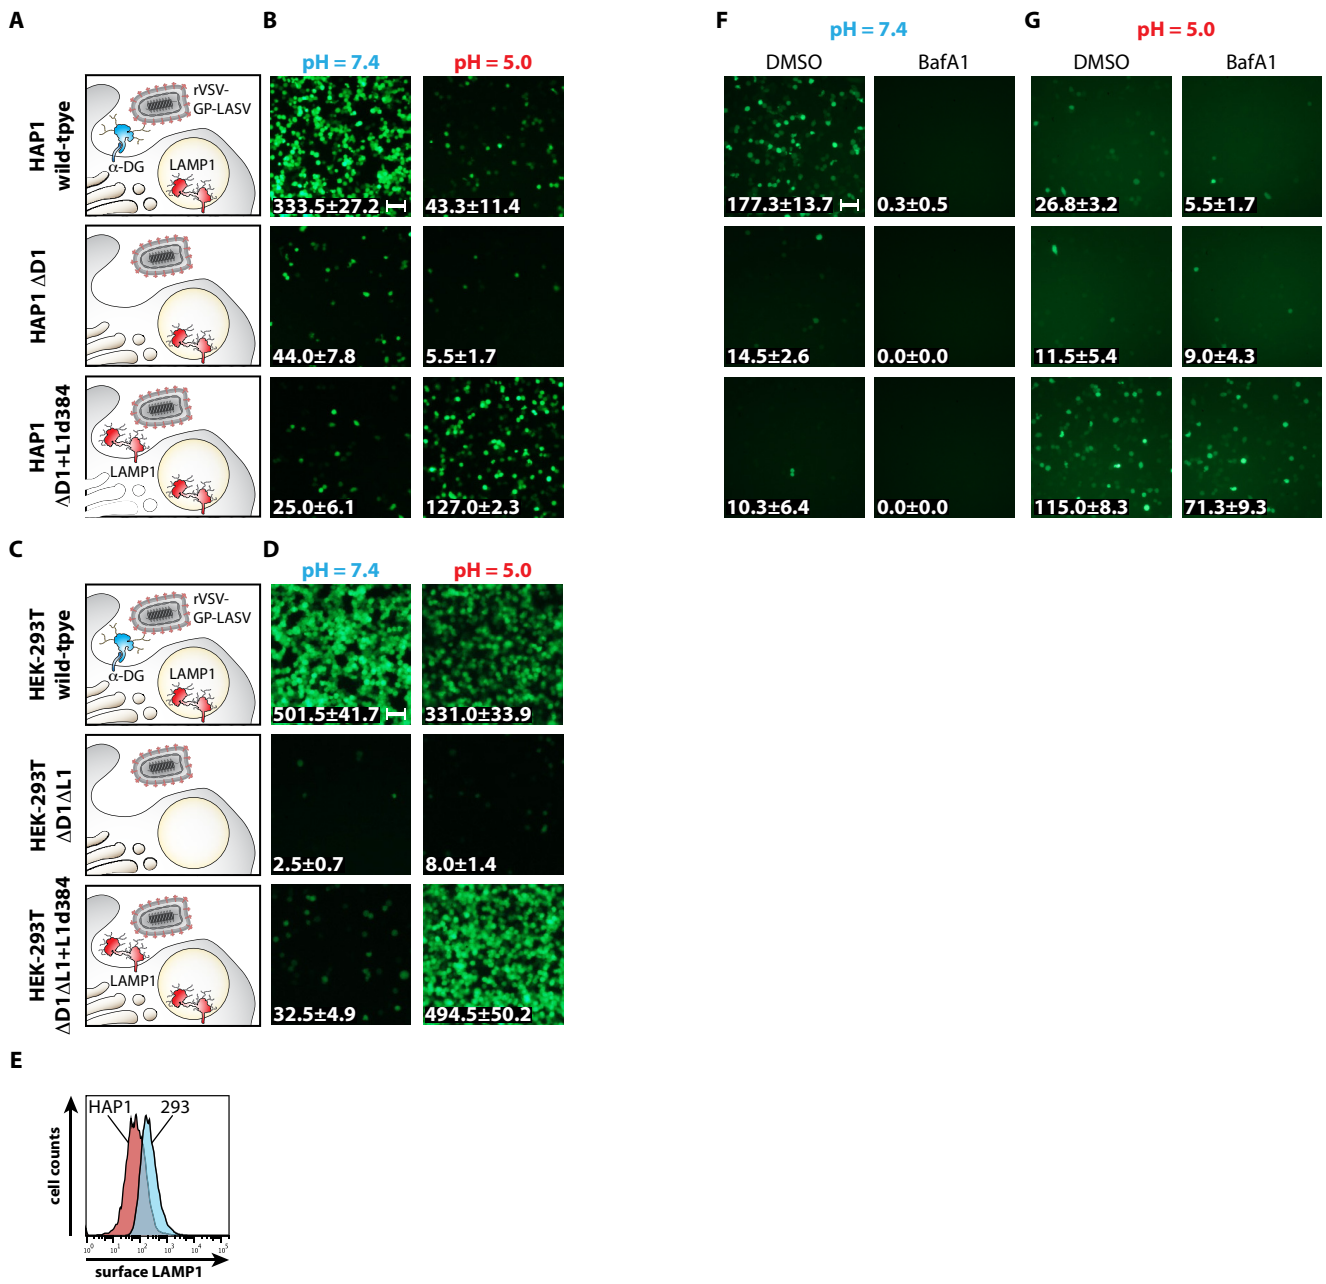 A
B
pH = 7.4
pH = 5.0
HAP1
wild-tpye
rVSV-
GP-LASV
α-DG
LAMP1
333.5±27.2
43.3±11.4
HAP1 ΔD1
44.0±7.8
5.5±1.7
HAP1
ΔD1+L1d384
LAMP1
25.0±6.1
127.0±2.3
C
D
pH = 7.4
pH = 5.0
HEK-293T
wild-tpye
rVSV-
GP-LASV
α-DG
LAMP1
501.5±41.7
331.0±33.9
HEK-293T
ΔD1ΔL1
2.5±0.7
8.0±1.4
HEK-293T
ΔD1ΔL1+L1d384
LAMP1
32.5±4.9
494.5±50.2
E
HAP1
293
cell counts
10⁰ 10¹ 10² 10³ 10⁴ 10⁵
surface LAMP1
F
G
pH = 7.4
pH = 5.0
DMSO
BafA1
DMSO
BafA1
177.3±13.7
0.3±0.5
26.8±3.2
5.5±1.7
14.5±2.6
0.0±0.0
11.5±5.4
9.0±4.3
10.3±6.4
0.0±0.0
115.0±8.3
71.3±9.3